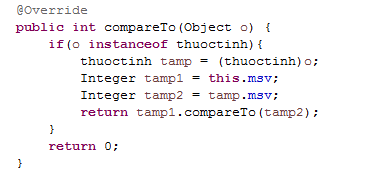 @Override
public int compareTo(Object o) {
    if(o instanceof thuoctinh){
        thuoctinh tamp = (thuoctinh)o;
        Integer tamp1 = this.msv;
        Integer tamp2 = tamp.msv;
        return tamp1.compareTo(tamp2);
    }
    return 0;
}